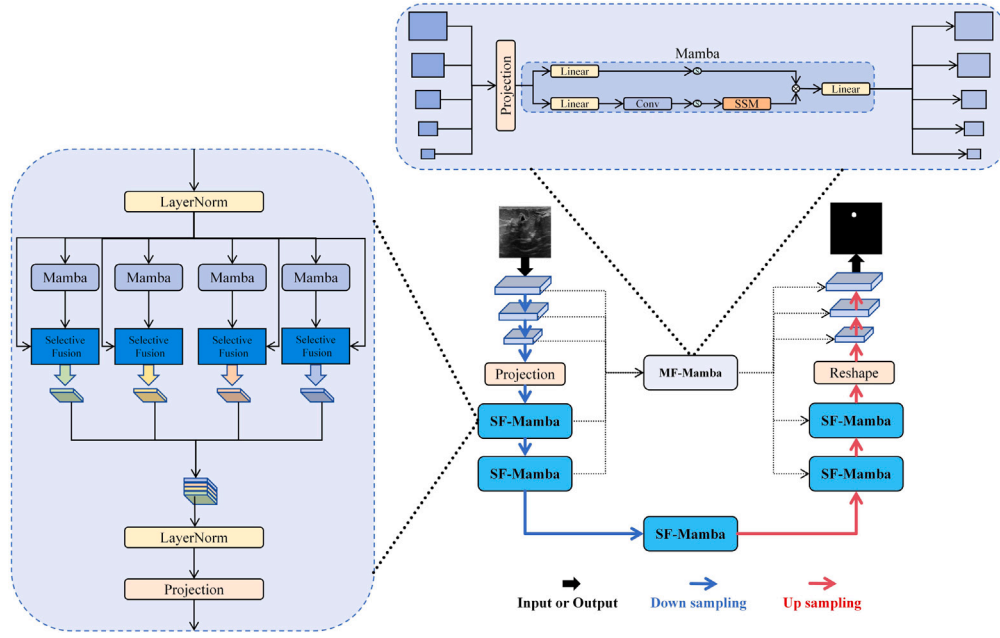 Mamba
Projection
Linear
Linear
Conv
SSM
Linear
LayerNorm
Mamba
Mamba
Mamba
Mamba
Selective
Fusion
Selective
Fusion
Selective
Fusion
Selective
Fusion
LayerNorm
Projection
Projection
SF-Mamba
SF-Mamba
MF-Mamba
SF-Mamba
Reshape
SF-Mamba
SF-Mamba
Input or Output
Down sampling
Up sampling